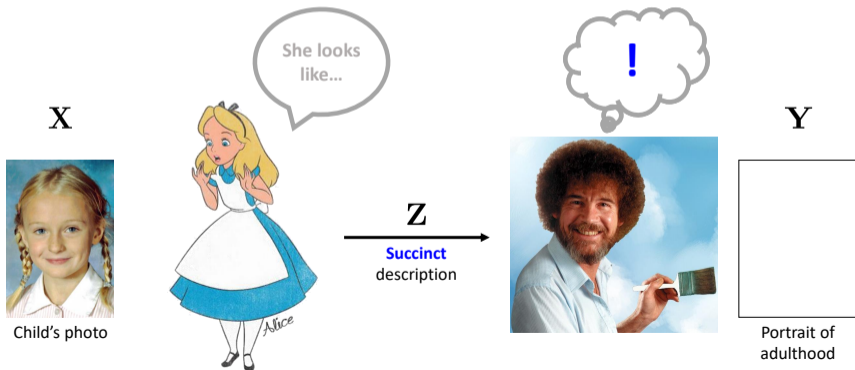 She looks
like…
!
X
Y
Z
Succinct
description
Alice
Child's photo
Portrait of
adulthood